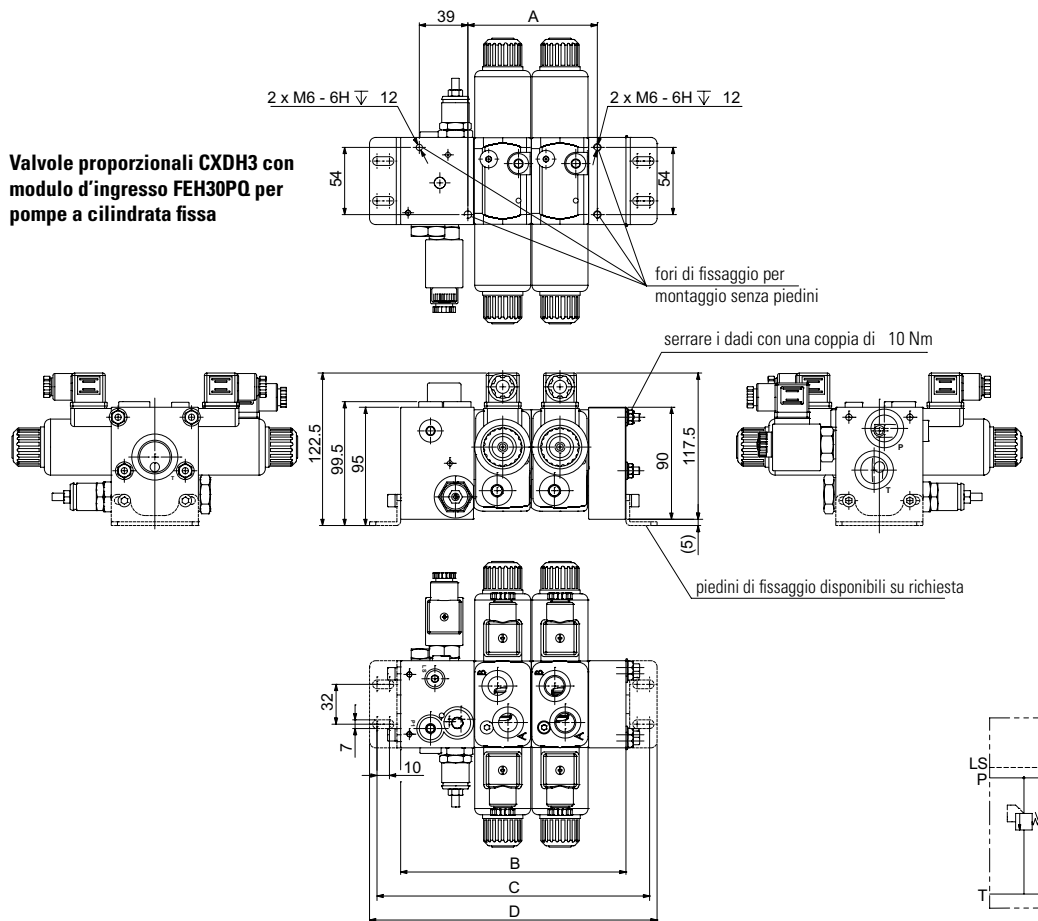 39
A
2 x M6 - 6H ↧ 12
2 x M6 - 6H ↧ 12
Valvole proporzionali CXDH3 con
modulo d'ingresso FEH30PQ per
pompe a cilindrata fissa
54
54
fori di fissaggio per
montaggio senza piedini
serrare i dadi con una coppia di 10 Nm
122.5
99.5
95
90
117.5
(5)
T
P
T
piedini di fissaggio disponibili su richiesta
32
7
10
LS
B
B
A
A
B
C
D
LS
P
T